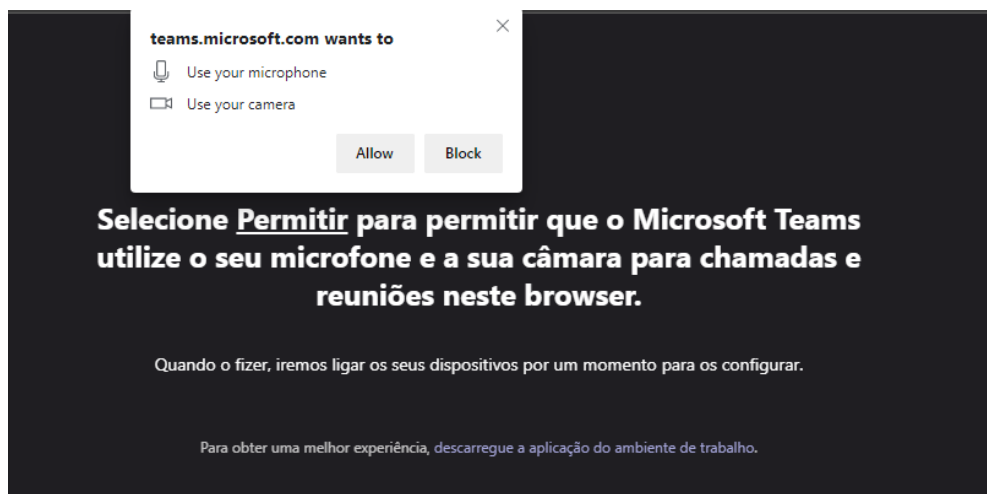 teams.microsoft.com wants to
Use your microphone
Use your camera
Allow
Block
Selecione Permitir para permitir que o Microsoft Teams
utilize o seu microfone e a sua câmara para chamadas e
reuniões neste browser.
Quando o fizer, iremos ligar os seus dispositivos por um momento para os configurar.
Para obter uma melhor experiência, descarregue a aplicação do ambiente de trabalho.